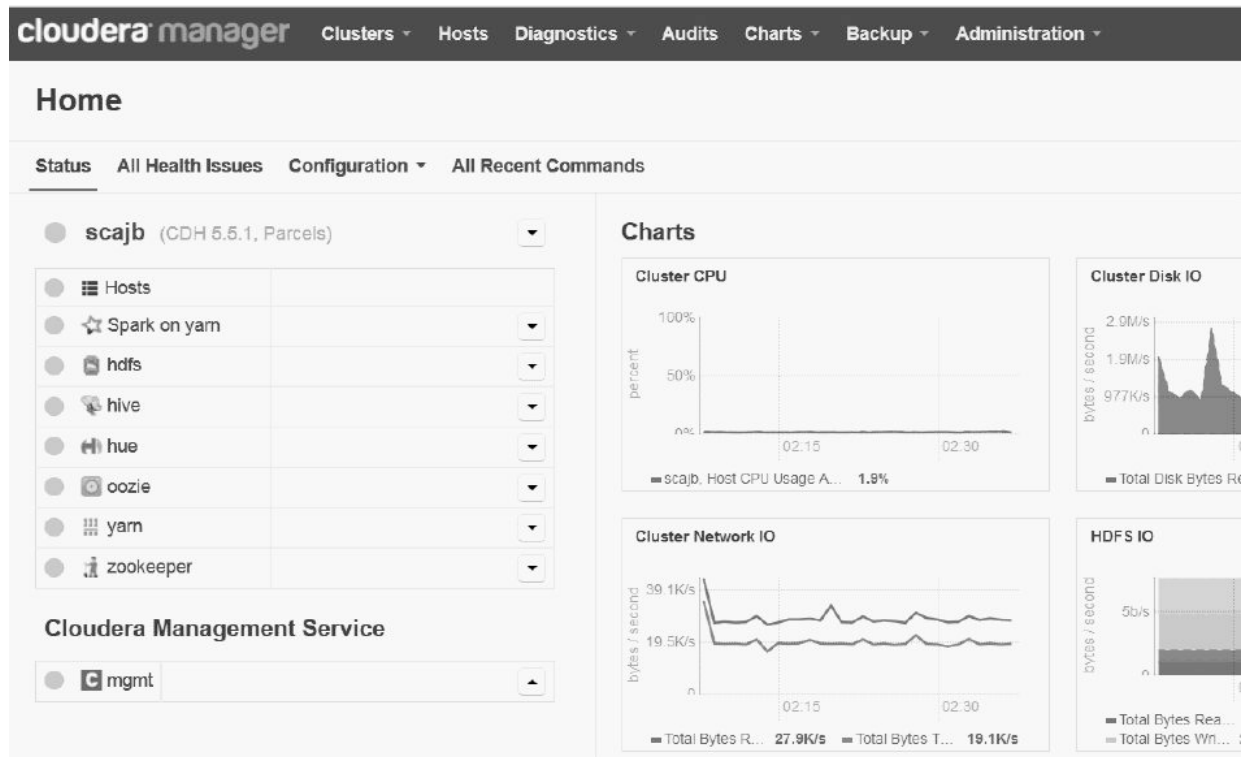 cloudera manager Clusters Hosts Diagnostics Audits Charts Backup Administration
Home
Status All Health Issues Configuration All Recent Commands
scajb (CDH 5.5.1, Parcels)
Hosts
Spark on yarn
hdfs
hive
hue
oozie
yarn
zookeeper
Cloudera Management Service
C mgmt
Charts
Cluster CPU
percent
100%
50%
0%
02:15 02:30
scajb, Host CPU Usage A... 1.9%
Cluster Disk IO
bytes / second
2.9M/s
1.9M/s
977K/s
0
Total Disk Bytes Re
Cluster Network IO
bytes / second
39.1K/s
19.5K/s
0
02:15 02:30
Total Bytes R... 27.9K/s Total Bytes T... 19.1K/s
HDFS IO
bytes / second
5b/s
0
Total Bytes Rea...
Total Bytes Wri...